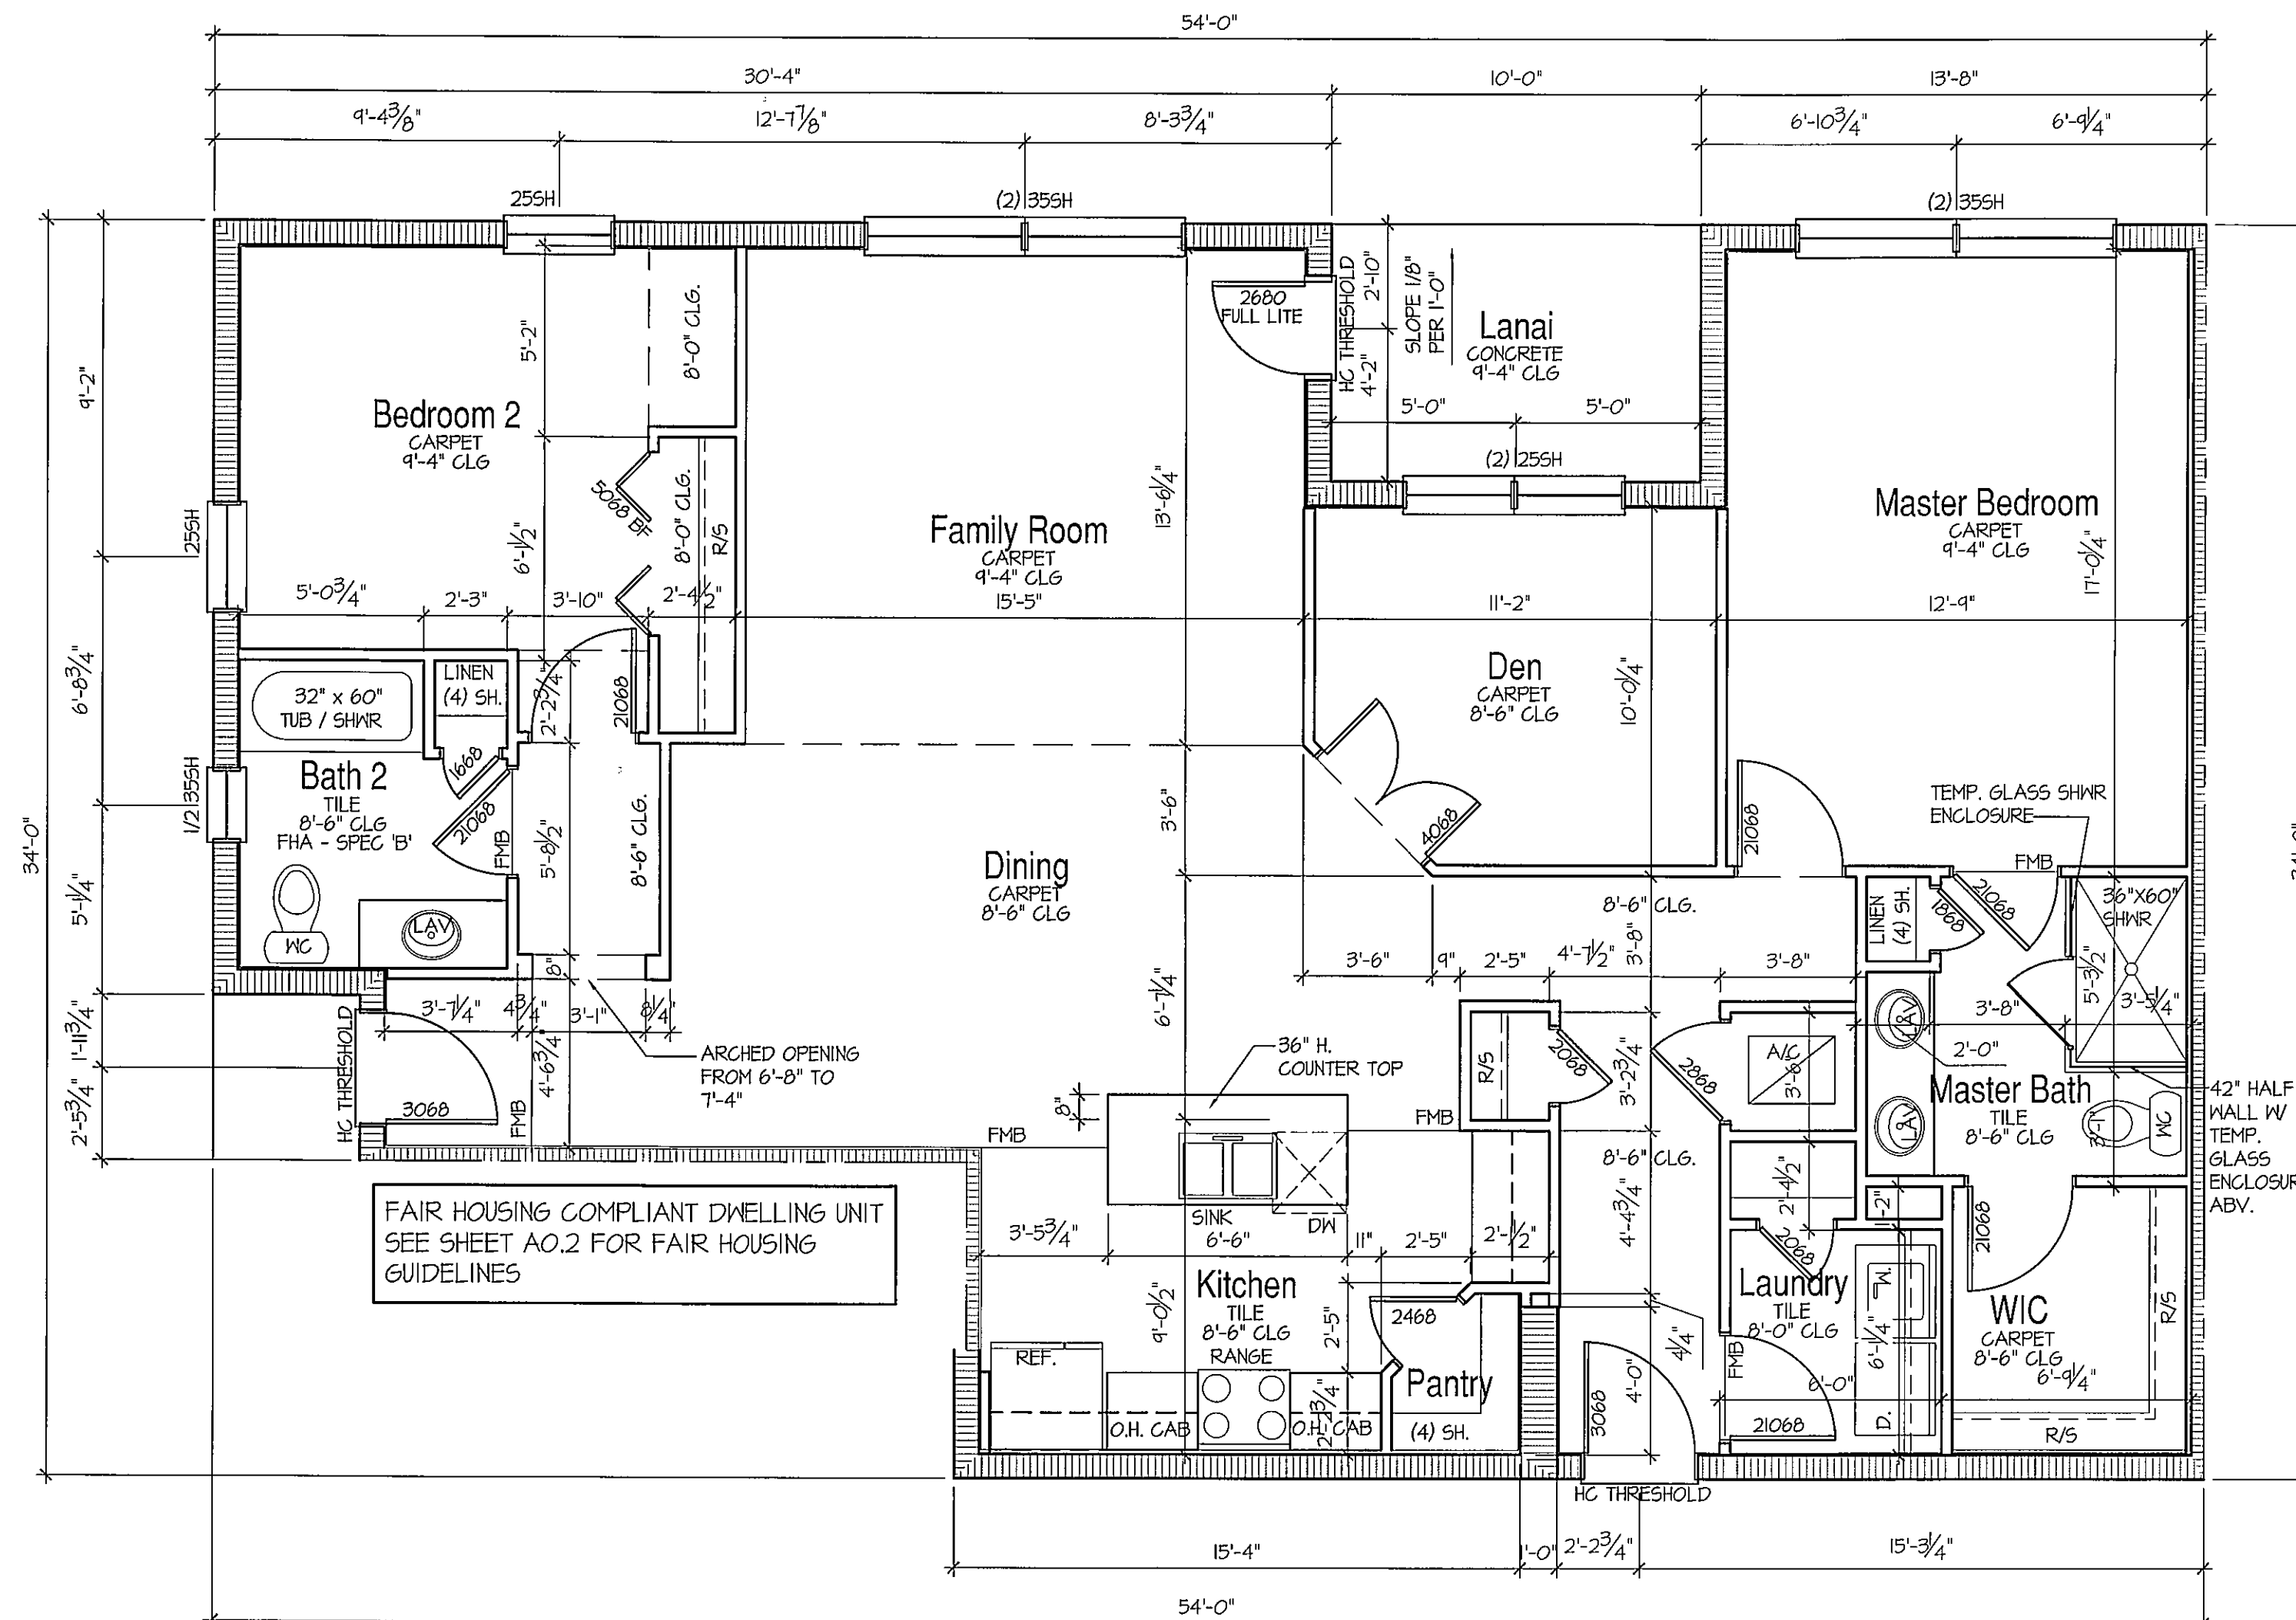 54'-0"
30'-4"
10'-0"
13'-8"
9'-4 3/8"
12'-7 7/8"
8'-3 3/4"
6'-10 3/4"
6'-9 1/4"
25SH
(2) 35SH
(2) 35SH
34'-0"
9'-2"
6'-8 3/4"
5'-1 1/4"
1'-11 3/4"
2'-5 3/4"
25SH
1/2 35SH
Bedroom 2
CARPET
9'-4" CLG
5'-2"
6'-1 1/2"
8'-0" CLG.
8'-0" CLG.
R/S
5068 BF
5'-0 3/4"
2'-3"
3'-10"
2'-4 1/2"
15'-5"
11'-2"
12'-9"
Family Room
CARPET
9'-4" CLG
13'-6 1/4"
2680
FULL LITE
HC THRESHOLD
2'-10"
4'-2"
SLOPE 1/8"
PER 1'-0"
Lanai
CONCRETE
9'-4" CLG
5'-0"
5'-0"
(2) 25SH
Master Bedroom
CARPET
9'-4" CLG
17'-0 1/4"
Den
CARPET
8'-6" CLG
10'-0 1/4"
4068
21068
32" x 60"
TUB / SHWR
LINEN
(4) SH.
1668
2'-2 3/4"
21068
Bath 2
TILE
8'-6" CLG
FHA - SPEC 'B'
21068
FMB
5'-8 1/2"
8'-6" CLG.
WC
LAV
8"
Dining
CARPET
8'-6" CLG
3'-6"
6'-7 1/4"
TEMP. GLASS SHWR
ENCLOSURE
FMB
8'-6" CLG.
3'-8"
LINEN
(4) SH.
1868
21068
36"X60"
SHWR
5'-3 1/2"
3'-6"
9"
2'-5"
4'-7 1/2"
3'-8"
3'-8"
3'-5 1/4"
HC THRESHOLD
3'-7 1/4"
4 3/4"
3'-1"
8 1/4"
4'-6 3/4"
3068
FMB
ARCHED OPENING
FROM 6'-8" TO
7'-4"
36" H.
COUNTER TOP
8"
FMB
FMB
R/S
2068
3'-2 3/4"
2868
A/C
3'-6"
LAV
LAV
2'-0"
Master Bath
TILE
8'-6" CLG
3'-1"
WC
42" HALF
WALL W/
TEMP.
GLASS
ABV.
FAIR HOUSING COMPLIANT DWELLING UNIT
SEE SHEET A0.2 FOR FAIR HOUSING
GUIDELINES
SINK
DW
3'-5 3/4"
6'-6"
11"
2'-5"
2'-1/2"
8'-6" CLG.
4'-4 3/4"
2'-4 1/2"
2068
21068
Kitchen
TILE
8'-6" CLG
RANGE
9'-0 1/2"
2'-5"
2468
REF.
O.H. CAB
O.H. CAB
2'-2 3/4"
Pantry
(4) SH.
4 1/4"
4'-0"
3068
Laundry
TILE
8'-0" CLG
6'-1 1/4"
W.
D.
FMB
6'-0"
21068
WIC
CARPET
8'-6" CLG
6'-9 1/4"
R/S
R/S
HC THRESHOLD
15'-4"
2'-2 3/4"
15'-3 1/4"
54'-0"